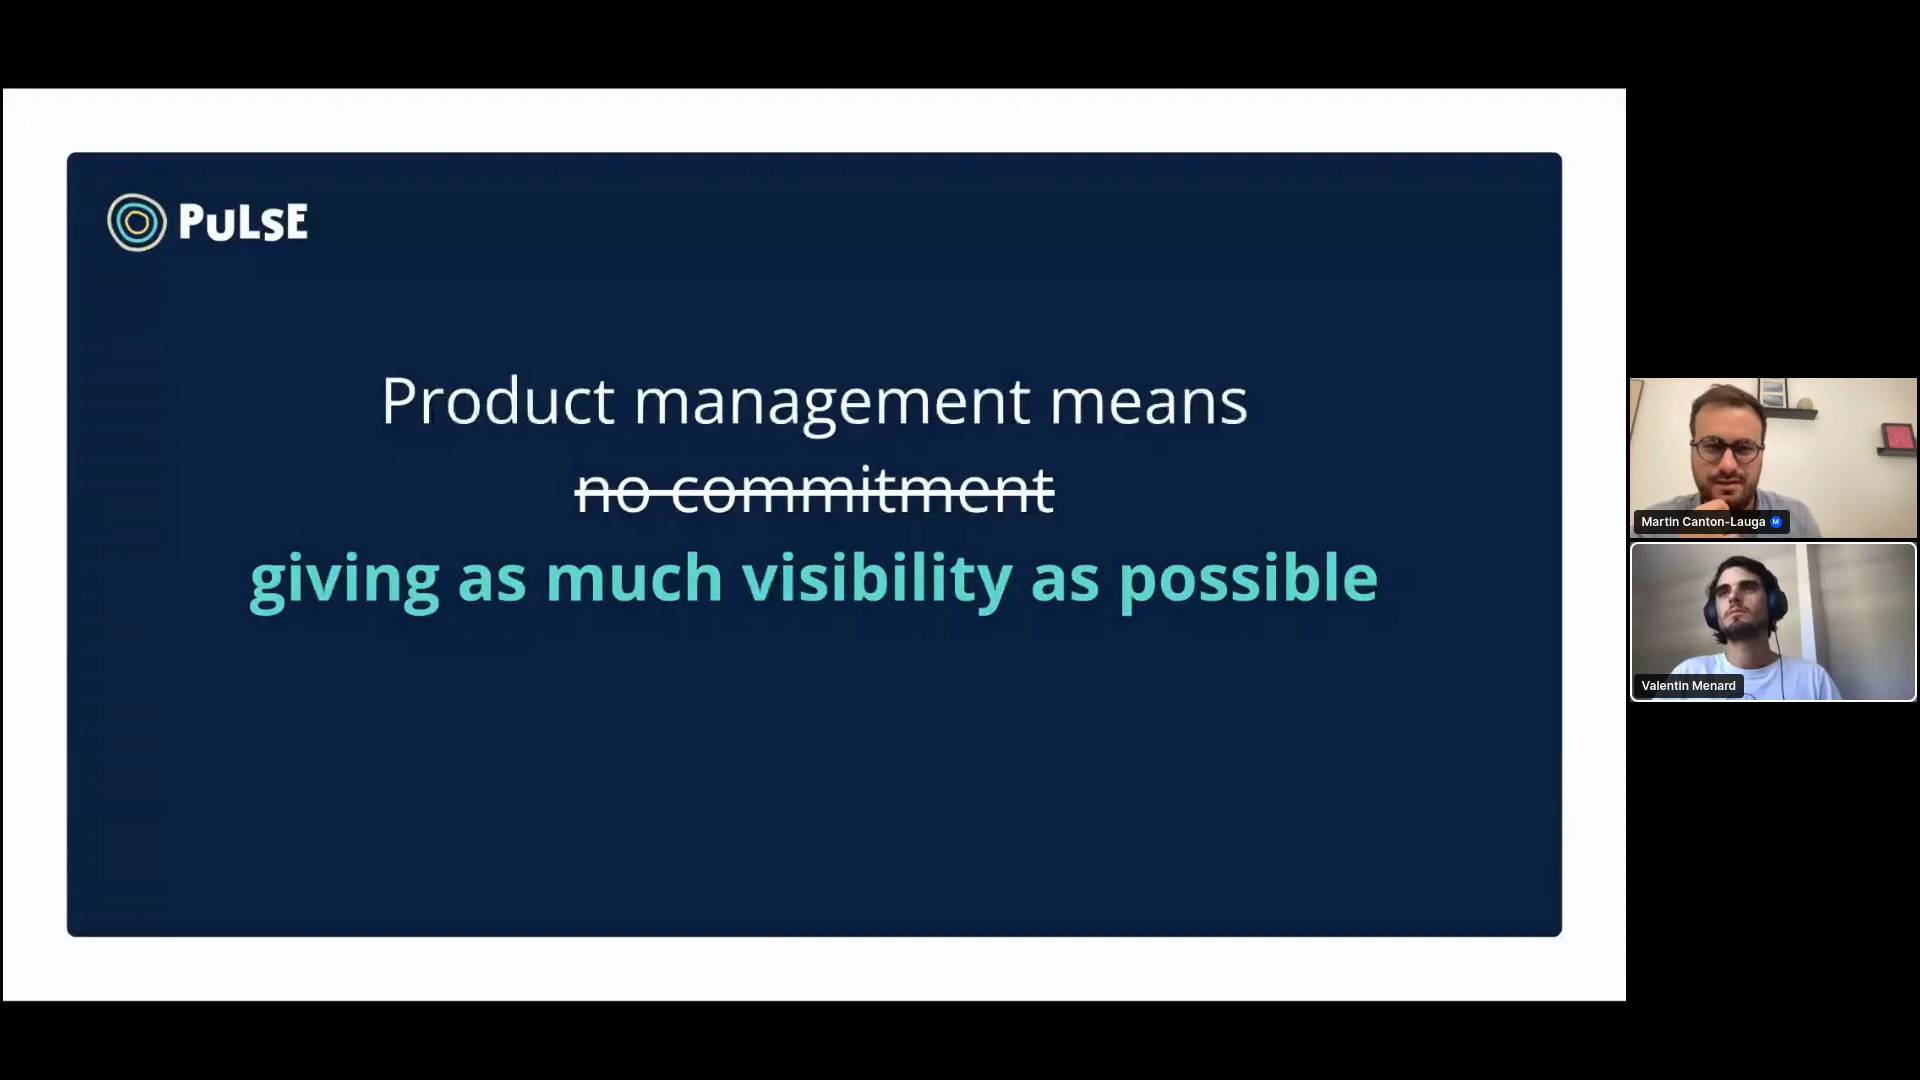 PULSE
Product management means
no commitment
giving as much visibility as possible
Martin Canton-Lauga M
Valentin Menard